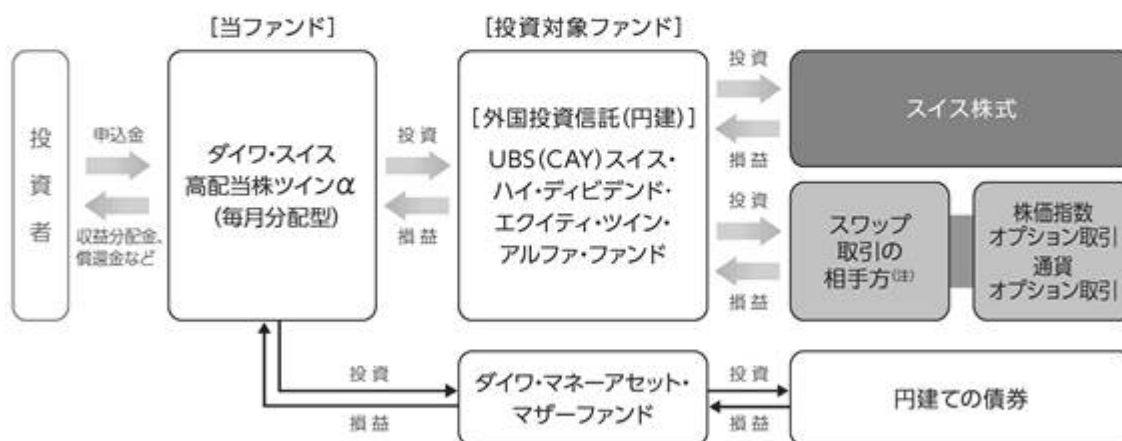 [当ファンド]
[投資対象ファンド]
投資者
申込金
収益分配金、
償還金など
ダイワ・スイス
高配当株ツインα
(毎月分配型)
投資
損益
[外国投資信託(円建)]
UBS(CAY)スイス・
ハイ・ディビデンド・
エクイティ・ツイン・
アルファ・ファンド
投資
損益
スイス株式
投資
損益
スワップ
取引の
相手方(注)
株価指数
オプション取引
通貨
オプション取引
投資
損益
ダイワ・マネーアセット・
マザーファンド
投資
損益
円建ての債券